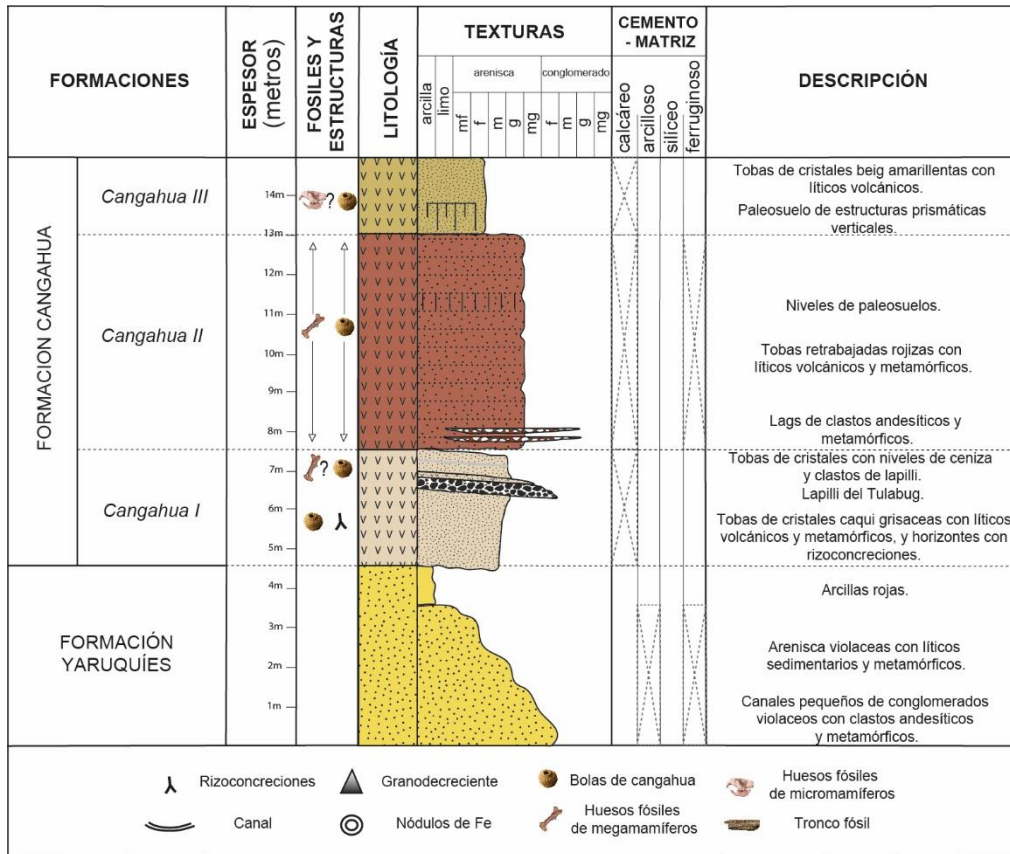 FORMACIONES
ESPESOR
(metros)
FOSILES Y
ESTRUCTURAS
LITOLOGÍA
TEXTURAS
arcilla
limo
arenisca
mf
f
m
g
mg
conglomerado
f
m
g
mg
CEMENTO
- MATRIZ
calcáreo
arcilloso
silíceo
ferruginoso
DESCRIPCIÓN
FORMACION CANGAHUA
Cangahua III
14m
13m
?
Tobas de cristales beig amarillentas con
líticos volcánicos.
Paleosuelo de estructuras prismáticas
verticales.
Cangahua II
12m
11m
10m
9m
8m
Niveles de paleosuelos.
Tobas retrabajadas rojizas con
líticos volcánicos y metamórficos.
Lags de clastos andesíticos y
metamórficos.
Cangahua I
7m
6m
5m
?
Tobas de cristales con niveles de ceniza
y clastos de lapilli.
Lapilli del Tulabug.
Tobas de cristales caqui grisaceas con líticos
volcánicos y metamórficos, y horizontes con
rizoconcreciones.
FORMACIÓN
YARUQUÍES
4m
3m
2m
1m
Arcillas rojas.
Arenisca violaceas con líticos
sedimentarios y metamórficos.
Canales pequeños de conglomerados
violaceos con clastos andesíticos
y metamórficos.
Rizoconcreciones
Granodecreciente
Bolas de cangahua
Huesos fósiles
de micromamíferos
Canal
Nódulos de Fe
Huesos fósiles
de megamamíferos
Tronco fósil